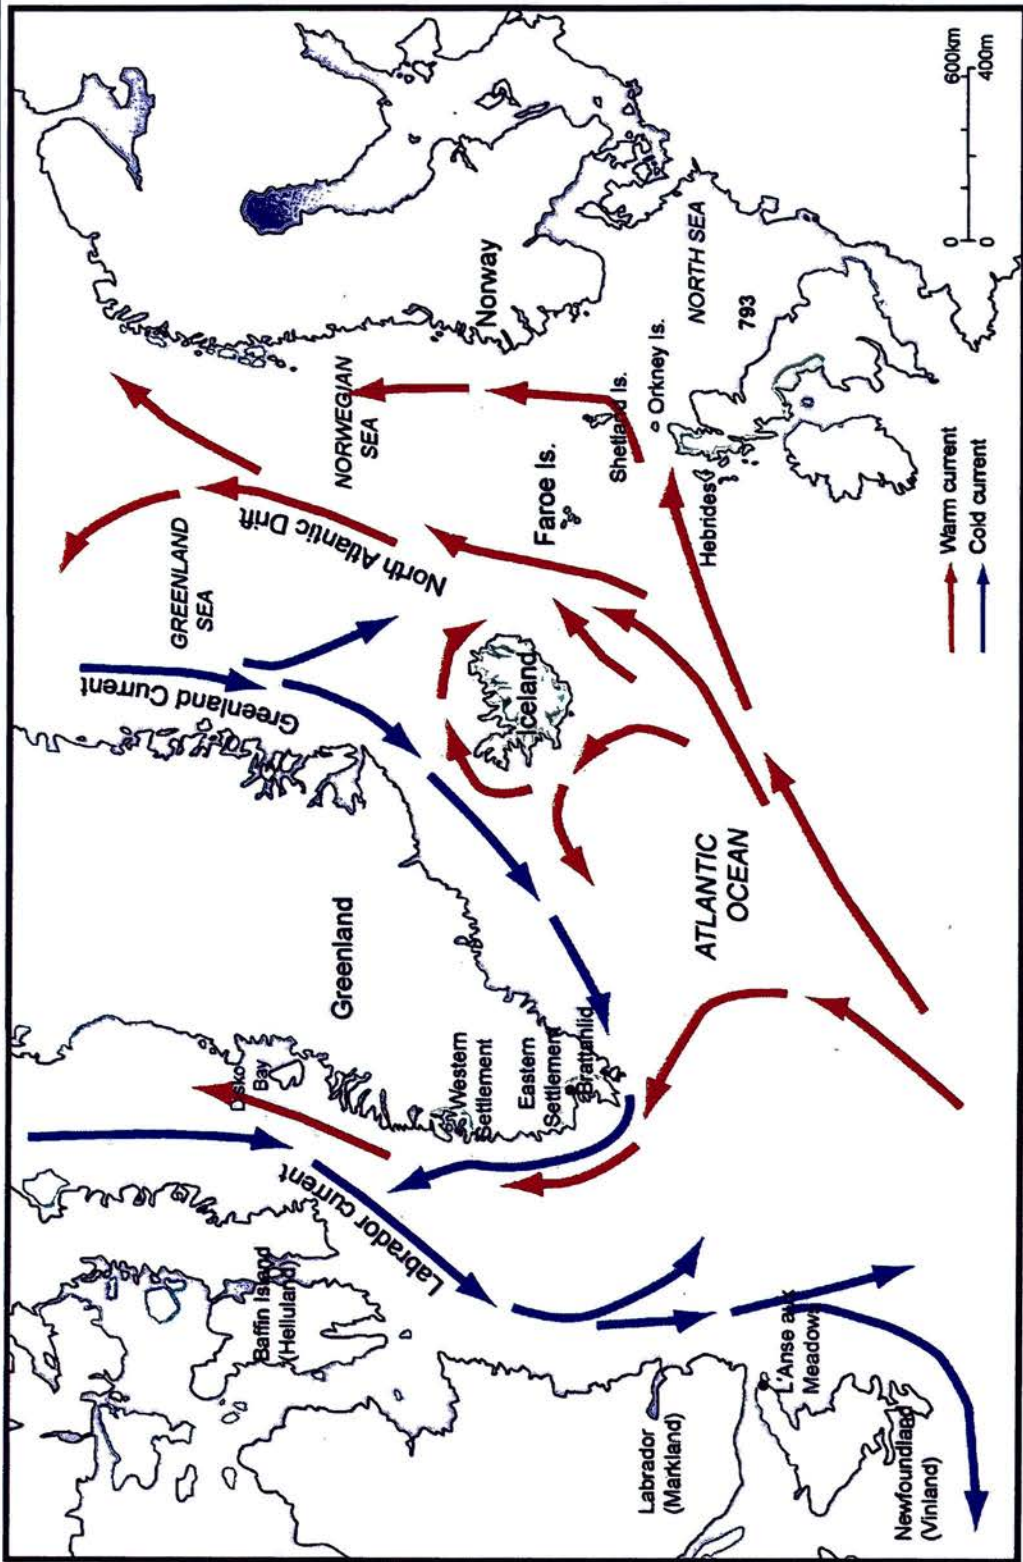 Baffin Island
(Helluland)
Labrador
(Markland)
Newfoundland
(Vinland)
L'Anse aux
Meadows
Labrador current
Disko
Bay
Western
Settlement
Eastern
Settlement
Brattahlid
Greenland
Greenland Current
GREENLAND
SEA
ATLANTIC
OCEAN
Iceland
North Atlantic Drift
NORWEGIAN
SEA
Faroe Is.
Shetland Is.
Orkney Is.
Hebrides
Norway
NORTH SEA
793
Warm current
Cold current
0 600km
0 400m